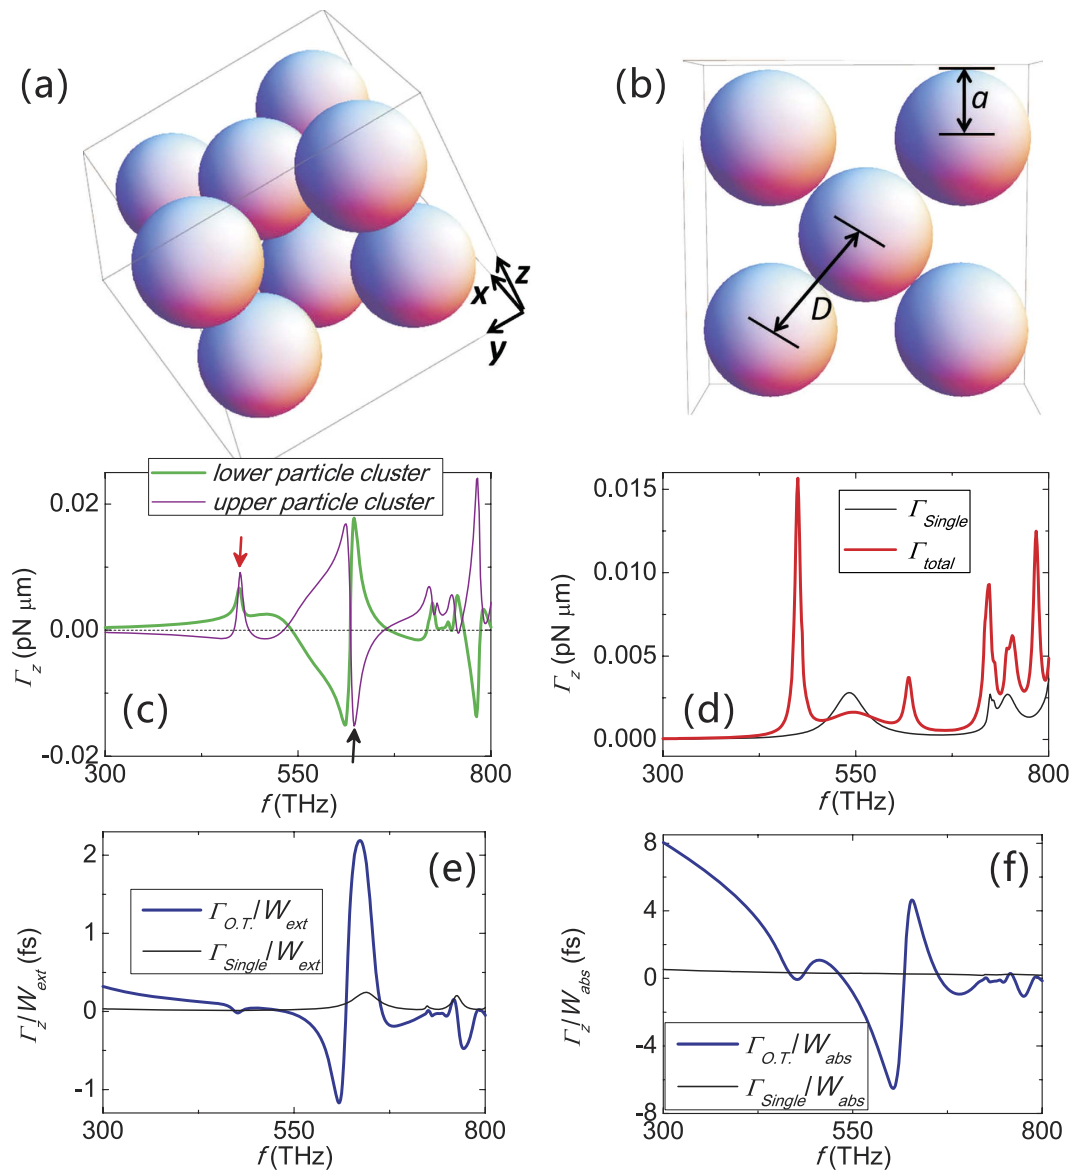 (a)
x
z
y
(b)
a
D
lower particle cluster
upper particle cluster
0.02
0.00
-0.02
Γz (pN μm)
(c)
300
550
800
f (THz)
ΓSingle
Γtotal
0.015
0.010
0.005
0.000
Γz (pN μm)
(d)
300
550
800
f (THz)
(e)
ΓO.T./Wext
ΓSingle/Wext
2
1
0
-1
Γz/Wext (fs)
300
550
800
f (THz)
(f)
8
4
0
-4
-8
Γz/Wabs (fs)
ΓO.T./Wabs
ΓSingle/Wabs
300
550
800
f (THz)